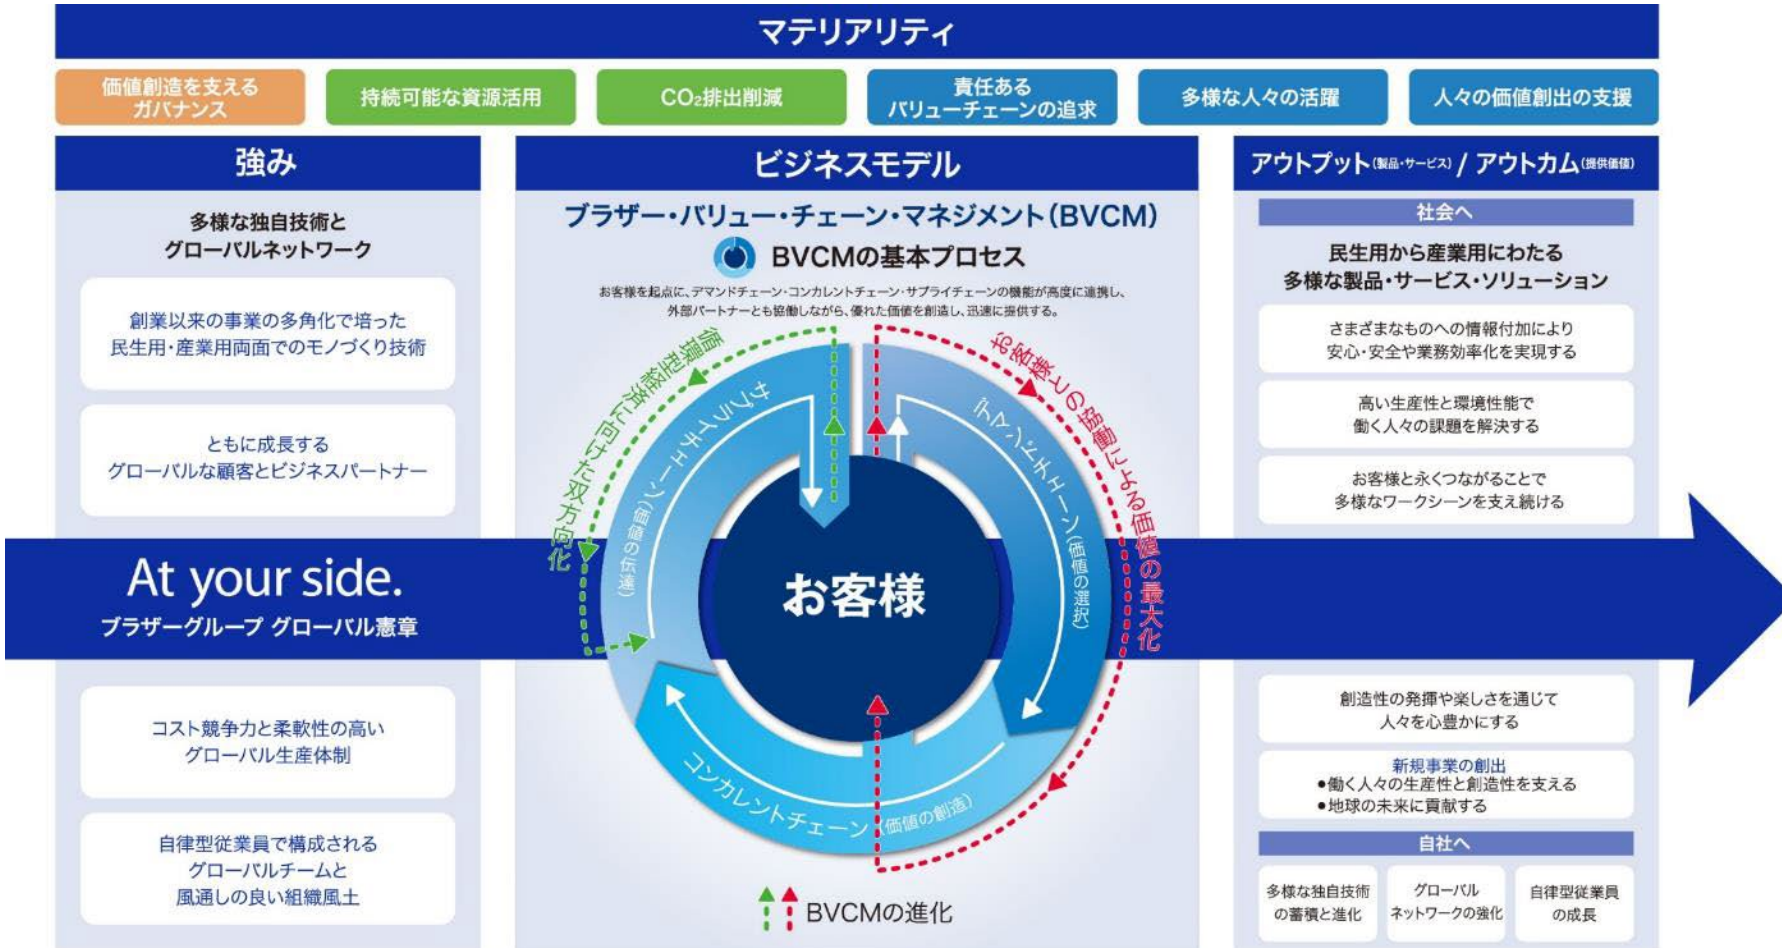 マテリアリティ
価値創造を支える
ガバナンス
持続可能な資源活用
CO₂排出削減
責任ある
バリューチェーンの追求
多様な人々の活躍
人々の価値創出の支援
強み
多様な独自技術と
グローバルネットワーク
創業以来の事業の多角化で培った
民生用・産業用両面でのモノづくり技術
ともに成長する
グローバルな顧客とビジネスパートナー
At your side.
ブラザーグループ グローバル憲章
コスト競争力と柔軟性の高い
グローバル生産体制
自律型従業員で構成される
グローバルチームと
風通しの良い組織風土
ビジネスモデル
ブラザー・バリュー・チェーン・マネジメント(BVCM)
BVCMの基本プロセス
お客様を起点に、デマンドチェーン・コンカレントチェーン・サプライチェーンの機能が高度に連携し、
外部パートナーとも協働しながら、優れた価値を創造し、迅速に提供する。
循環型経済に向けた双方向化
サプライチェーン(価値の伝達)
お客様との協働による価値の最大化
デマンドチェーン(価値の選択)
お客様
コンカレントチェーン(価値の創造)
BVCMの進化
アウトプット(製品・サービス) / アウトカム(提供価値)
社会へ
民生用から産業用にわたる
多様な製品・サービス・ソリューション
さまざまなものへの情報付加により
安心・安全や業務効率化を実現する
高い生産性と環境性能で
働く人々の課題を解決する
お客様と永くつながることで
多様なワークシーンを支え続ける
創造性の発揮や楽しさを通じて
人々を心豊かにする
新規事業の創出
●働く人々の生産性と創造性を支える
●地球の未来に貢献する
自社へ
多様な独自技術
の蓄積と進化
グローバル
ネットワークの強化
自律型従業員
の成長